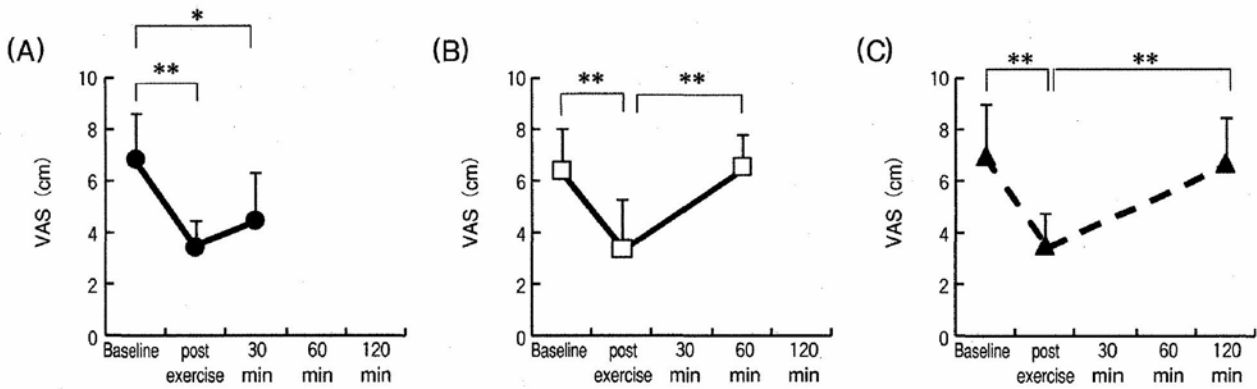 (A)
*
**
10
8
6
4
2
0
VAS (cm)
Baseline
post exercise
30 min
60 min
120 min
(B)
**
**
10
8
6
4
2
0
VAS (cm)
Baseline
post exercise
30 min
60 min
120 min
(C)
**
**
10
8
6
4
2
0
VAS (cm)
Baseline
post exercise
30 min
60 min
120 min